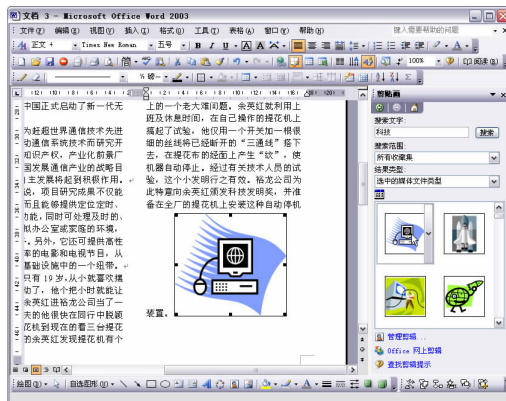 文档 3 - Microsoft Office Word 2003
文件(F) 编辑(E) 视图(V) 插入(I) 格式(O) 工具(T) 表格(A) 窗口(W) 帮助(H) 键入需要帮助的问题
正文 + Times New Roman 五号 B I U A A
100% 阅读(R)
½ 磅
中国正式启动了新一代无
为赶超世界通信技术先进
动通信系统技术而研究开
知识产权，产业化前景广
国发展通信产业的战略目
主发展将起到积极作用。
说，项目研究成果不仅能
而且能够提供定位定时、
功能，同时可处理及时的、
拟办公室或家庭的环境，
。另外，它还可提供高性
率的电影和电视节目，从
基础设施中的一个纽带。
只有 19 岁，从小就喜欢搞
动了，他个把小时就能让
余英红进裕龙公司当了一
夫的他很快在同行中脱颖
花机到现在的看三台提花
的余英红发现提花机有个
上的一个老大难问题。余英红就利用上
班及休息时间，在自己操作的提花机上
搞起了试验，他仅用一个开关加一根很
细的丝线将已经断开的“三通线”搭下
去，在提花布的经面上产生“纹”，使
机器自动停止。经过有关技术人员的试
验，这个小发明行之有效。裕龙公司为
此特意向余英红颁发科技发明奖，并准
备在全厂的提花机上安装这种自动停机
装置。
剪贴画
搜索文字:
科技 搜索
搜索范围:
所有收藏集
结果类型:
选中的媒体文件类型
管理剪辑...
Office 网上剪辑
查找剪辑提示
绘图(D) 自选图形(U)